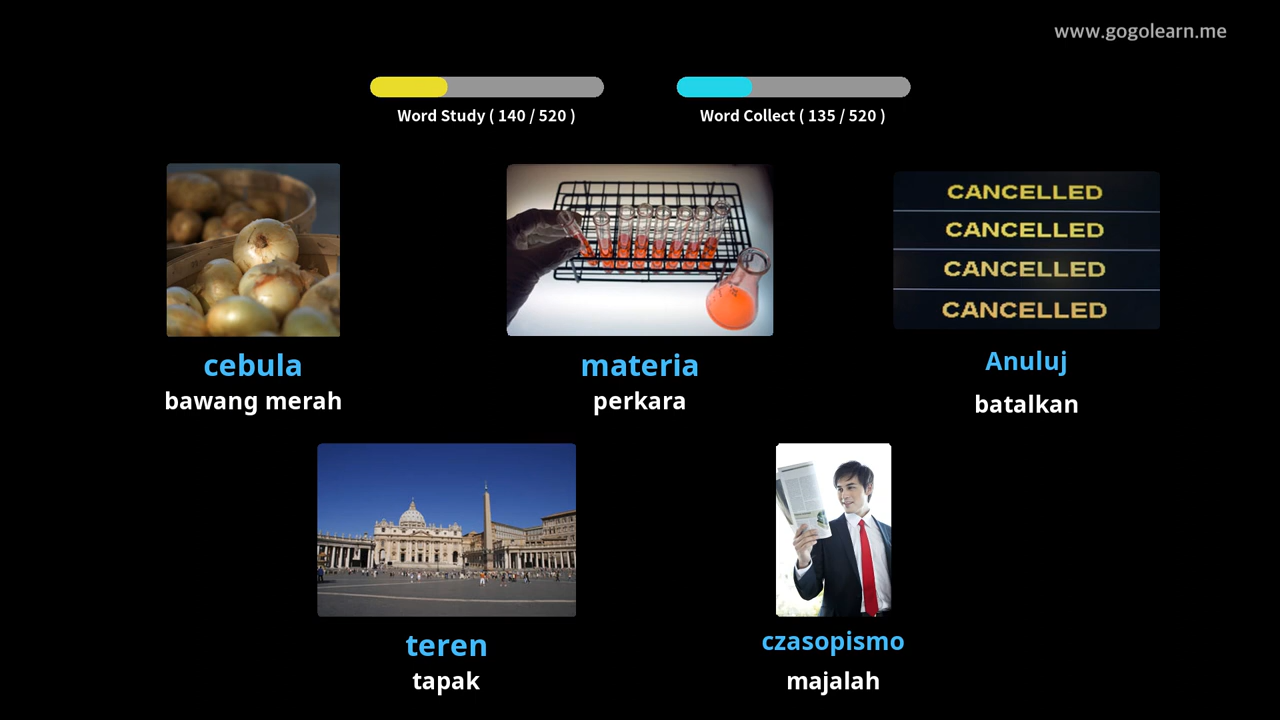 www.gogolearn.me
Word Study ( 140 / 520 )
Word Collect ( 135 / 520 )
CANCELLED
CANCELLED
CANCELLED
CANCELLED
cebula
bawang merah
materia
perkara
Anuluj
batalkan
teren
tapak
czasopismo
majalah